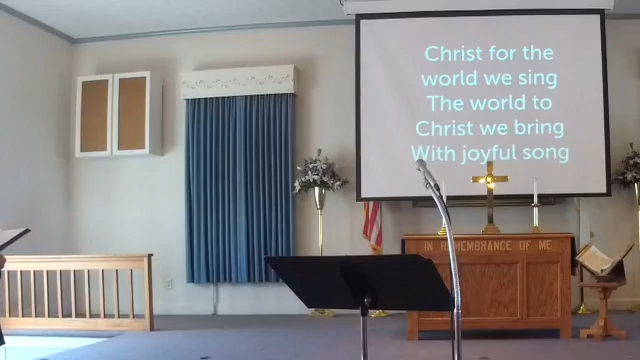 Christ for the
world we sing
The world to
Christ we bring
With joyful song
IN REMEMBRANCE OF ME